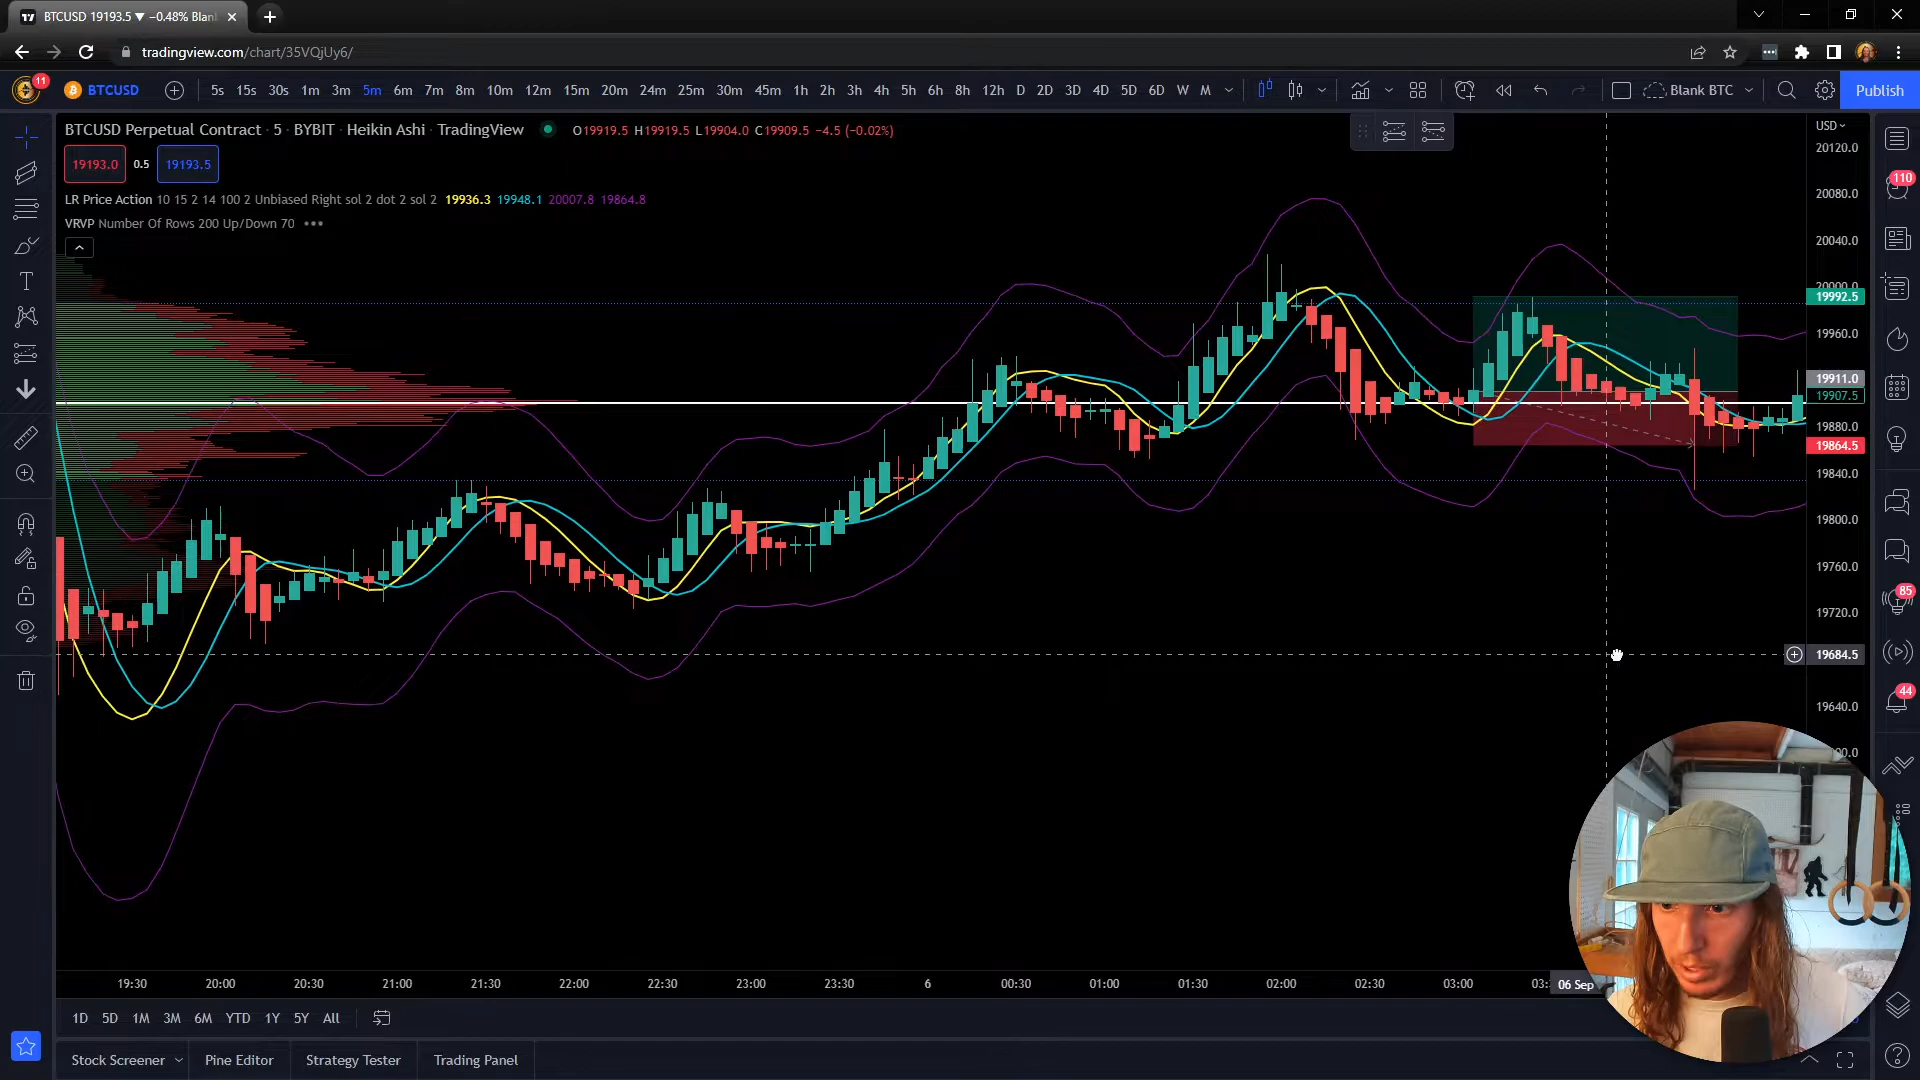 BTCUSD 19193.5 ▼ −0.48% Blan
tradingview.com/chart/35VQjUy6/
11
BTCUSD 5s 15s 30s 1m 3m 5m 6m 7m 8m 10m 12m 15m 20m 24m 25m 30m 45m 1h 2h 3h 4h 5h 6h 8h 12h D 2D 3D 4D 5D 6D W M Blank BTC Publish
BTCUSD Perpetual Contract · 5 · BYBIT · Heikin Ashi · TradingView O19919.5 H19919.5 L19904.0 C19909.5 −4.5 (−0.02%)
USD
19193.0 0.5 19193.5
LR Price Action 10 15 2 14 100 2 Unbiased Right sol 2 dot 2 sol 2 19936.3 19948.1 20007.8 19864.8
VRVP Number Of Rows 200 Up/Down 70
20120.0
20080.0
20040.0
20000.0
19992.5
19960.0
19911.0
19907.5
19880.0
19864.5
19840.0
19800.0
19760.0
19720.0
19684.5
19640.0
110
85
44
19:30 20:00 20:30 21:00 21:30 22:00 22:30 23:00 23:30 6 00:30 01:00 01:30 02:00 02:30 03:00 06 Sep
1D 5D 1M 3M 6M YTD 1Y 5Y All
Stock Screener Pine Editor Strategy Tester Trading Panel